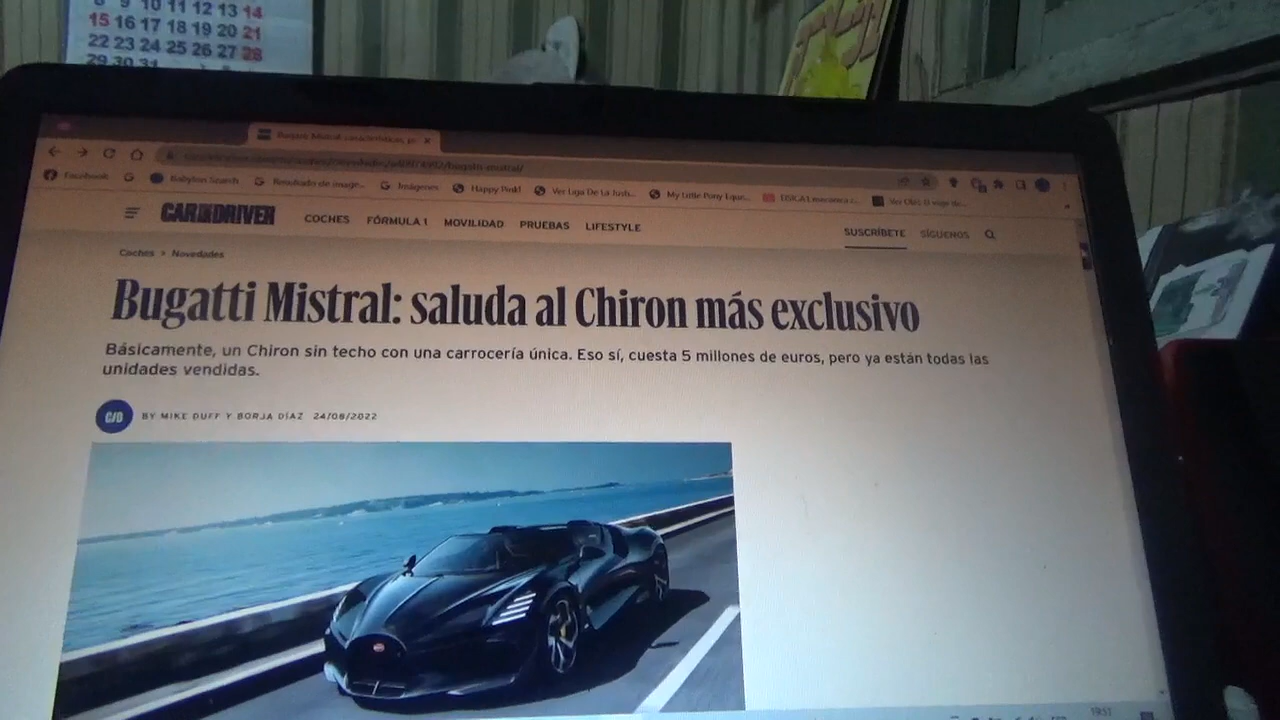 8 9 10 11 12 13 14
15 16 17 18 19 20 21
22 23 24 25 26 27 28
29 30 31
Facebook G Babylon Search Resultado de image... Imágenes Happy Pink! Ver Liga De La Justi... My Little Pony Eque...
CAR AND DRIVER COCHES FÓRMULA 1 MOVILIDAD PRUEBAS LIFESTYLE SUSCRÍBETE SÍGUENOS
Coches > Novedades
Bugatti Mistral: saluda al Chiron más exclusivo
Básicamente, un Chiron sin techo con una carrocería única. Eso sí, cuesta 5 millones de euros, pero ya están todas las
unidades vendidas.
C/D BY MIKE DUFF Y BORJA DÍAZ 24/08/2022